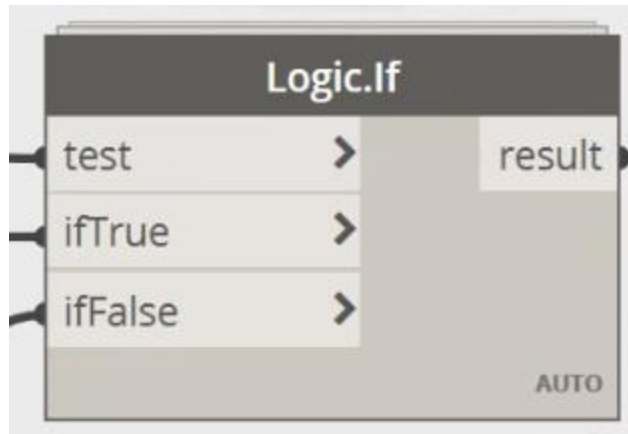 Logic.If
test > result
ifTrue >
ifFalse >
AUTO